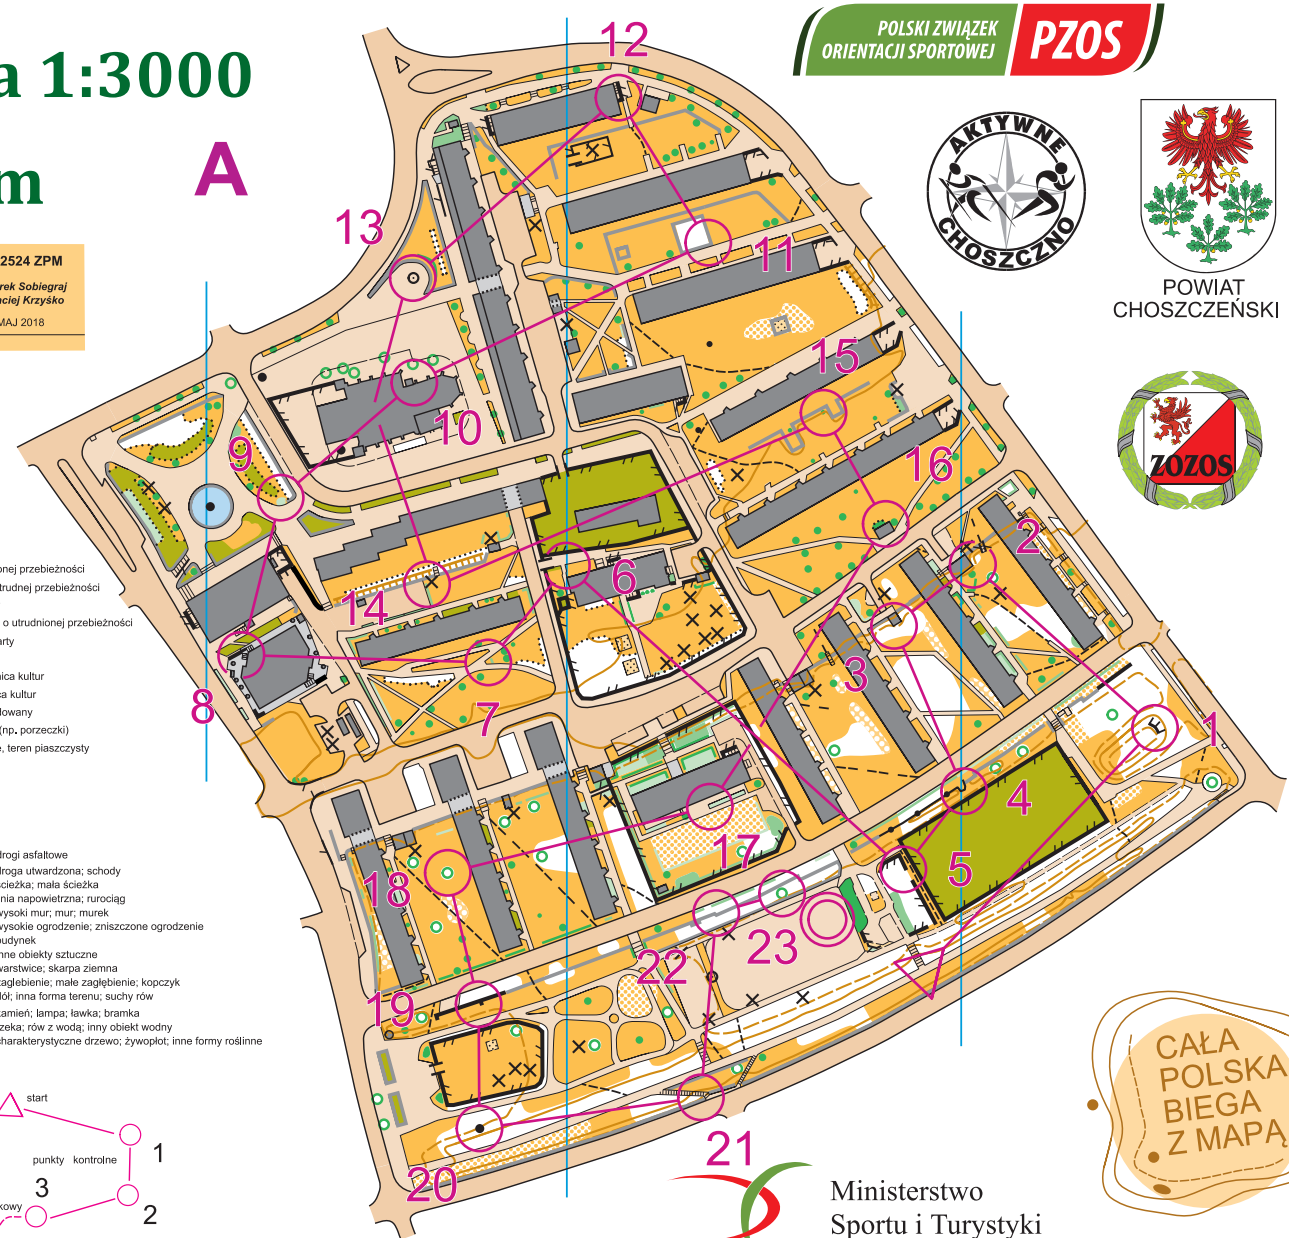 a 1:3000
m
A
2524 ZPM
rek Sobiegraj
aciej Krzyśko
MAJ 2018
POLSKI ZWIĄZEK
ORIENTACJI SPORTOWEJ
PZOS
AKTYWNE
CHOSZCZNO
POWIAT
CHOSZCZEŃSKI
ZOZOS
12
13
11
15
9
10
16
2
6
14
3
8
7
1
4
17
5
18
22
23
19
21
20
onej przebieżności
trudnej przebieżności
o utrudnionej przebieżności
arty
nica kultur
ca kultur
lowany
(np. porzeczki)
e, teren piaszczysty
drogi asfaltowe
droga utwardzona; schody
ścieżka; mała ścieżka
inia napowietrzna; rurociąg
wysoki mur; mur; murek
wysokie ogrodzenie; zniszczone ogrodzenie
budynek
nne obiekty sztuczne
warstwice; skarpa ziemna
zaglebienie; małe zagłębienie; kopczyk
dół; inna forma terenu; suchy rów
kamień; lampa; ławka; bramka
rzeka; rów z wodą; inny obiekt wodny
charakterystyczne drzewo; żywopłot; inne formy roślinne
start
1
punkty kontrolne
3
kowy
2
CAŁA
POLSKA
BIEGA
Z MAPĄ
Ministerstwo
Sportu i Turystyki